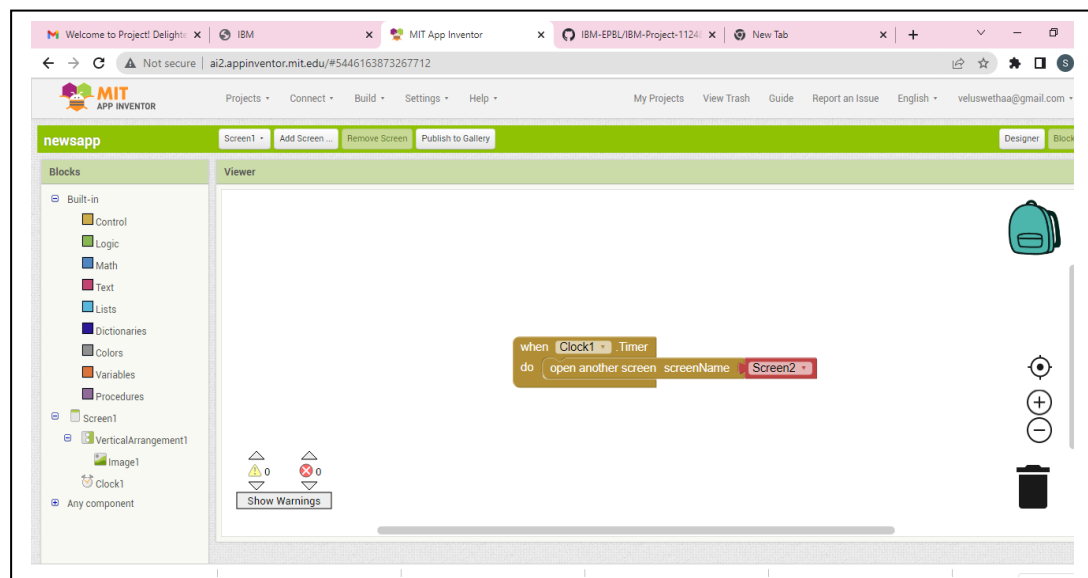 Welcome to Project! Delighte
IBM
MIT App Inventor
IBM-EPBL/IBM-Project-1124
New Tab
Not secure
ai2.appinventor.mit.edu/#5446163873267712
S
MIT
APP INVENTOR
Projects
Connect
Build
Settings
Help
My Projects
View Trash
Guide
Report an Issue
English
veluswethaa@gmail.com
newsapp
Screen1
Add Screen ...
Remove Screen
Publish to Gallery
Designer
Block
Blocks
Viewer
Built-in
Control
Logic
Math
Text
Lists
Dictionaries
Colors
Variables
Procedures
Screen1
VerticalArrangement1
Image1
Clock1
Any component
when Clock1 .Timer
do open another screen screenName Screen2
0
0
Show Warnings